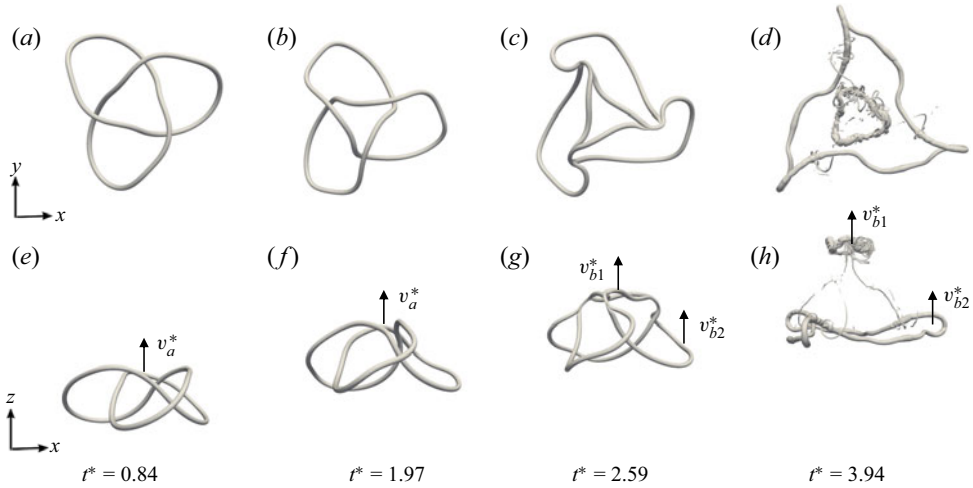 (a) (b) (c) (d)
y
x
v*b1
(e) (f) (g) (h)
v*b1
v*a
v*b2
v*b2
v*a
z
x
t* = 0.84 t* = 1.97 t* = 2.59 t* = 3.94